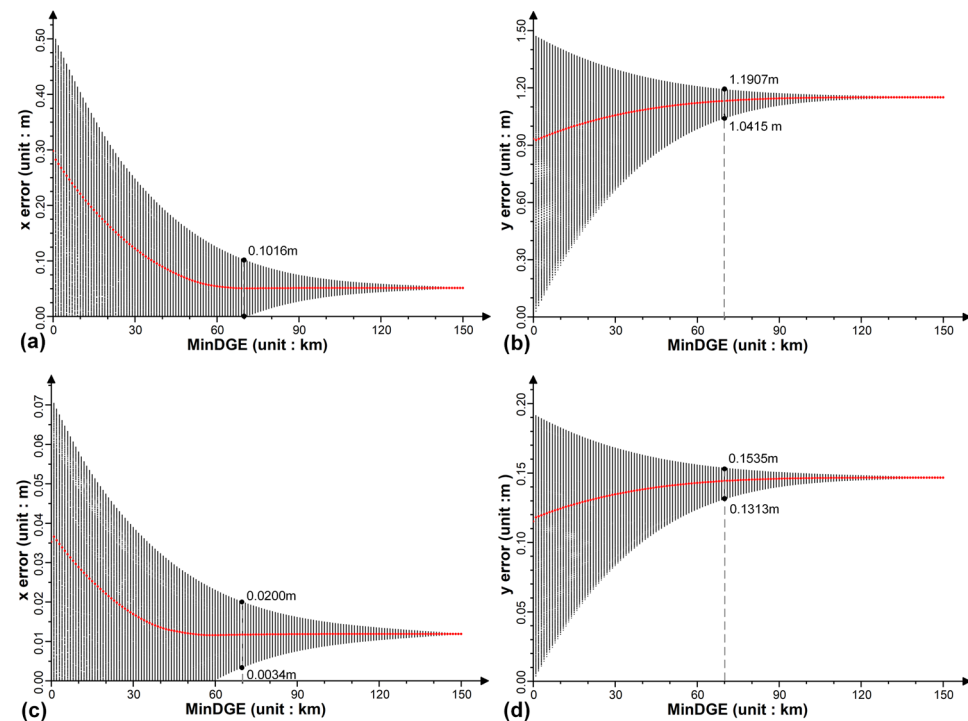 0.50
0.40
0.30
0.20
0.10
0.00
x error (unit : m)
0.1016m
0
30
60
90
120
150
(a)
MinDGE (unit : km)
1.50
1.20
0.90
0.60
0.30
0.00
y error (unit : m)
1.1907m
1.0415 m
0
30
60
90
120
150
(b)
MinDGE (unit : km)
0.07
0.06
0.05
0.04
0.03
0.02
0.01
0.00
x error (unit : m)
0.0200m
0.0034m
0
30
60
90
120
150
(c)
MinDGE (unit : km)
0.20
0.15
0.10
0.05
0.00
y error (unit :m )
0.1535m
0.1313m
0
30
60
90
120
150
(d)
MinDGE (unit : km)